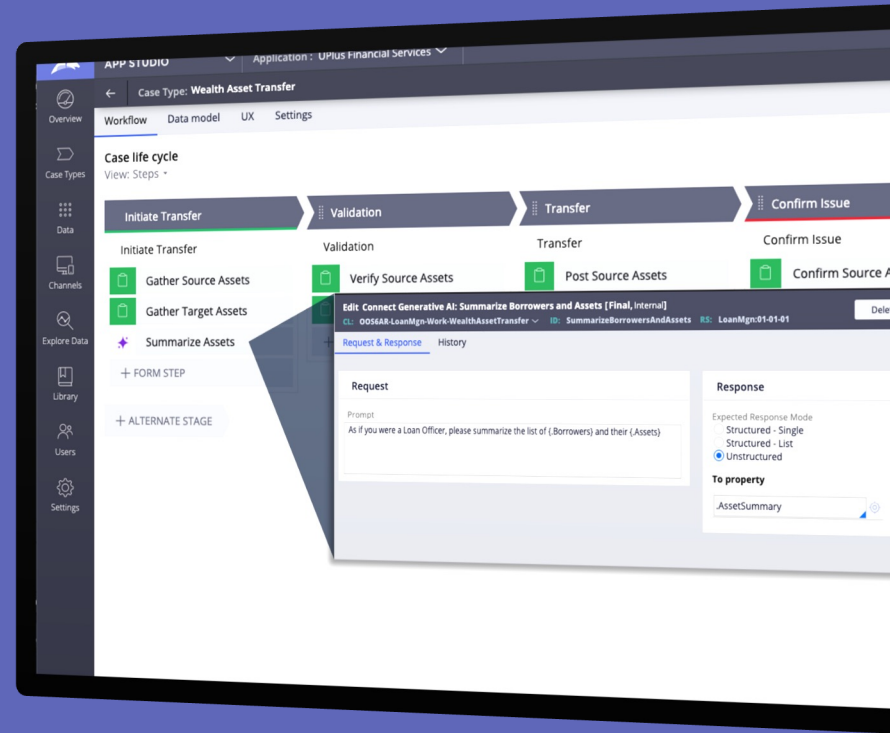 APP STUDIO
Application : UPlus Financial Services
Case Type: Wealth Asset Transfer
Workflow Data model UX Settings
Overview
Case Types
Data
Channels
Explore Data
Library
Users
Settings
Case life cycle
View: Steps
Initiate Transfer
Validation
Transfer
Confirm Issue
Initiate Transfer
Validation
Transfer
Confirm Issue
Gather Source Assets
Verify Source Assets
Post Source Assets
Confirm Source A
Gather Target Assets
Summarize Assets
+ FORM STEP
+ ALTERNATE STAGE
Edit Connect Generative AI: Summarize Borrowers and Assets [Final, Internal]
CL: OOS6AR-LoanMgn-Work-WealthAssetTransfer ID: SummarizeBorrowersAndAssets RS: LoanMgn:01-01-01
Dele
Request & Response History
Request
Prompt
As if you were a Loan Officer, please summarize the list of {.Borrowers} and their {.Assets}
Response
Expected Response Mode
Structured - Single
Structured - List
Unstructured
To property
.AssetSummary